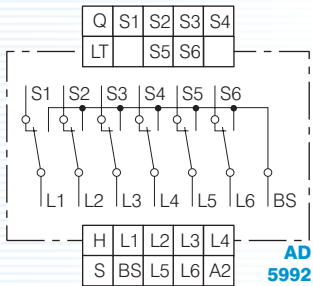 Q S1 S2 S3 S4
LT S5 S6
S1 S2 S3 S4 S5 S6
L1 L2 L3 L4 L5 L6 BS
H L1 L2 L3 L4
S BS L5 L6 A2
AD
5992